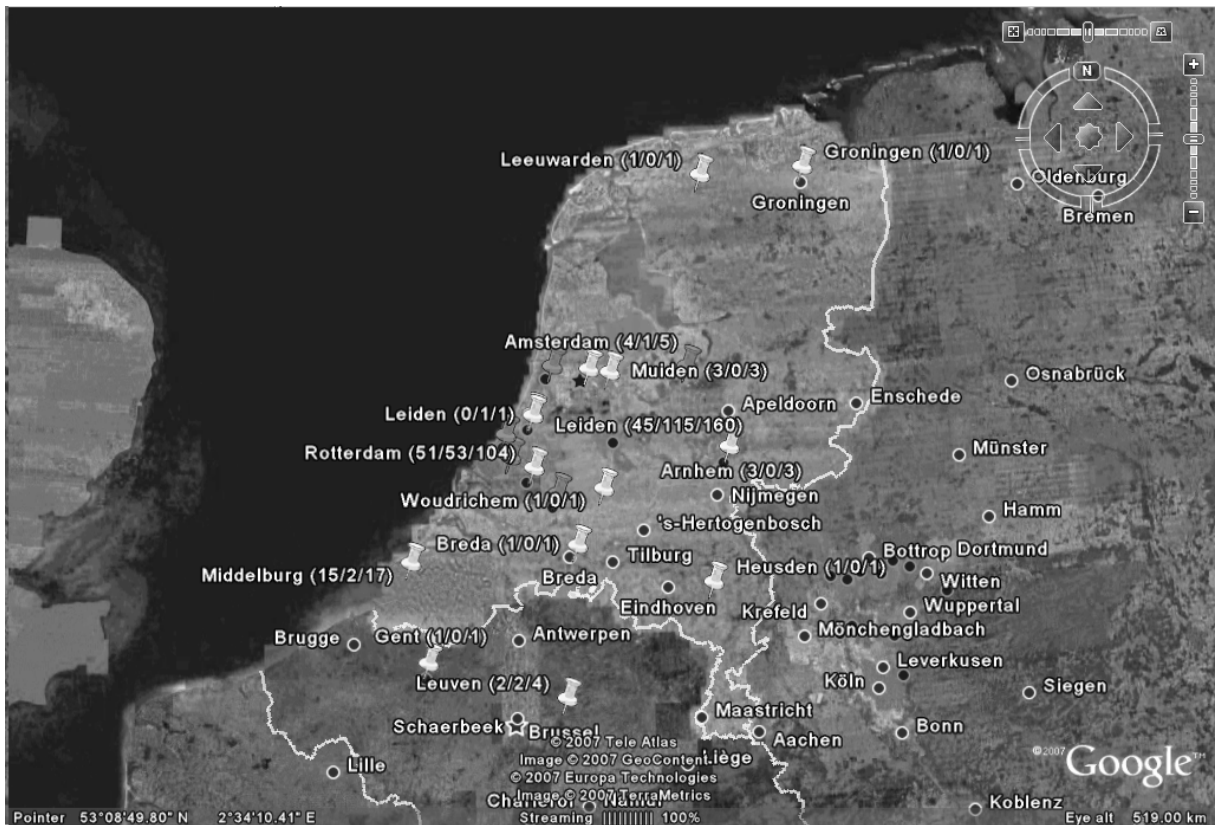 N
Leeuwarden (1/0/1)
Groningen (1/0/1)
Groningen
Oldenburg
Bremen
Amsterdam (4/1/5)
Muiden (3/0/3)
Osnabrück
Leiden (0/1/1)
Apeldoorn
Enschede
Leiden (45/115/160)
Rotterdam (51/53/104)
Münster
Arnhem (3/0/3)
Woudrichem (1/0/1)
Nijmegen
's-Hertogenbosch
Hamm
Breda (1/0/1)
Tilburg
Bottrop
Dortmund
Middelburg (15/2/17)
Breda
Heusden (1/0/1)
Witten
Eindhoven
Krefeld
Wuppertal
Brugge
Gent (1/0/1)
Antwerpen
Mönchengladbach
Leverkusen
Leuven (2/2/4)
Köln
Siegen
Schaerbeek
Brussel
Maastricht
Aachen
Bonn
© 2007 Tele Atlas
Image © 2007 GeoContent
Liège
© 2007 Europa Technologies
Image © 2007 TerraMetrics
©2007 Google™
Lille
Charleroi
Namur
Koblenz
Pointer 53°08'49.80" N 2°34'10.41" E
Streaming |||||||||| 100%
Eye alt 519.00 km